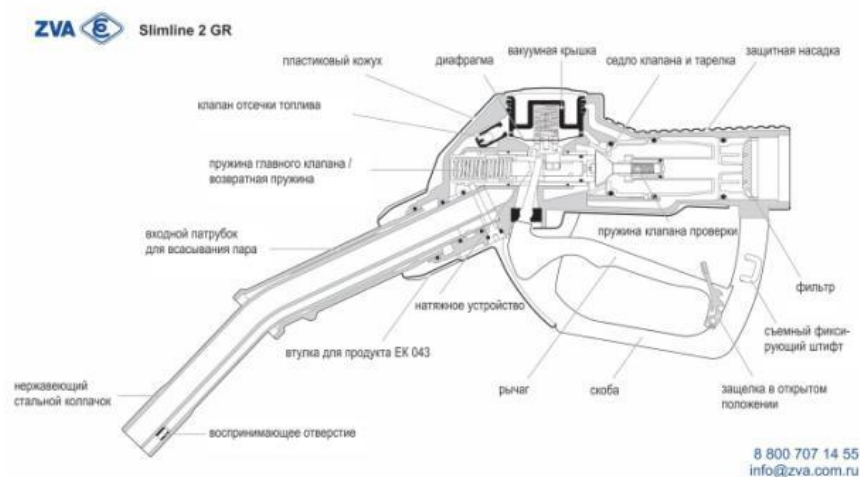 ZVA Slimline 2 GR
вакуумная крышка
пластиковый кожух
диафрагма
седло клапана и тарелка
защитная насадка
клапан отсечки топлива
пружина главного клапана /
возвратная пружина
входной патрубок
для всасывания пара
пружина клапана проверки
фильтр
натяжное устройство
съемный фикси-
рующий штифт
втулка для продукта ЕК 043
нержавеющий
стальной колпачок
рычаг
скоба
защелка в открытом
положении
воспринимающее отверстие
8 800 707 14 55
info@zva.com.ru